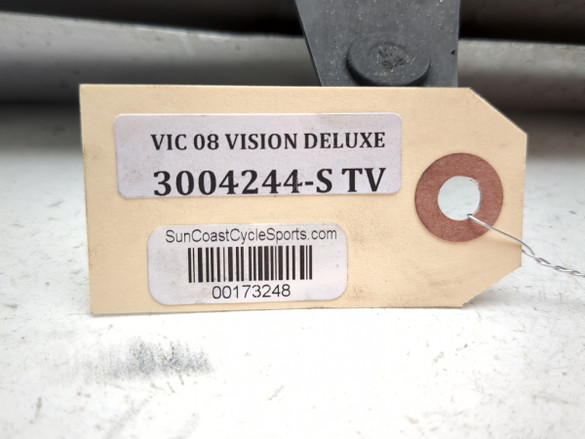 VIC 08 VISION DELUXE
3004244-S TV
SunCoastCycleSports.com
00173248